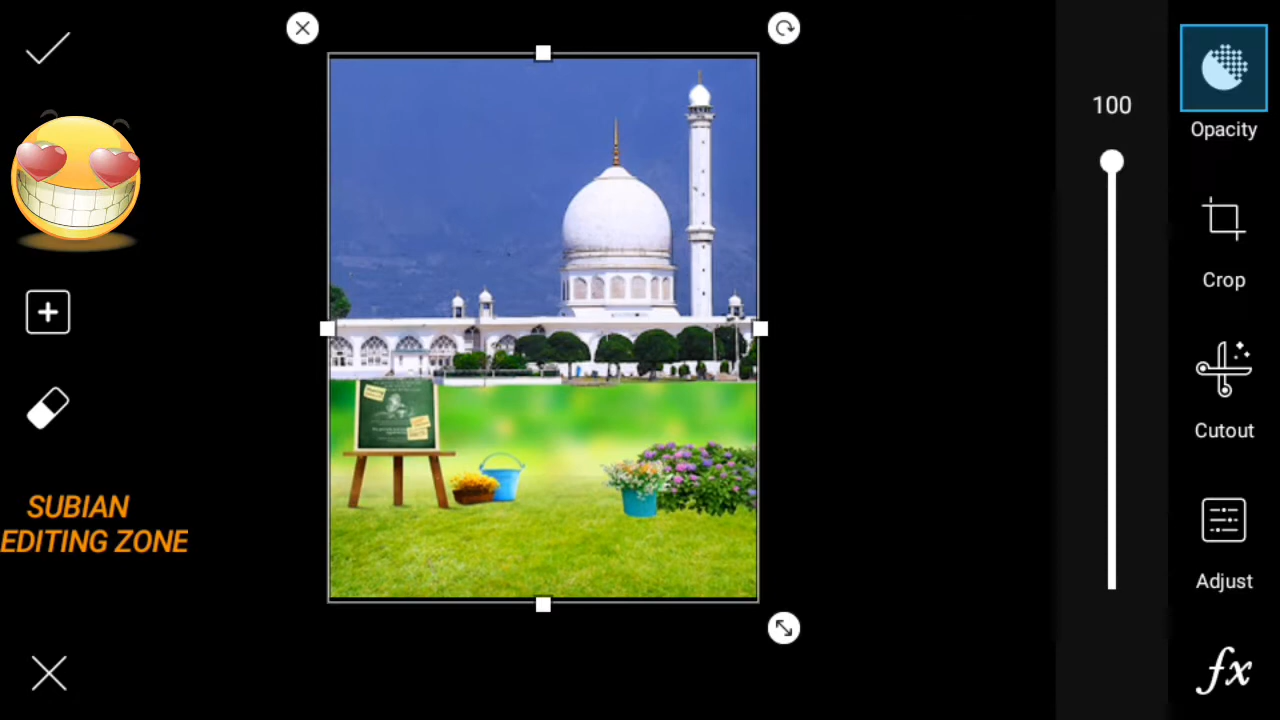 100
Opacity
Crop
Cutout
SUBIAN
EDITING ZONE
Adjust
fx